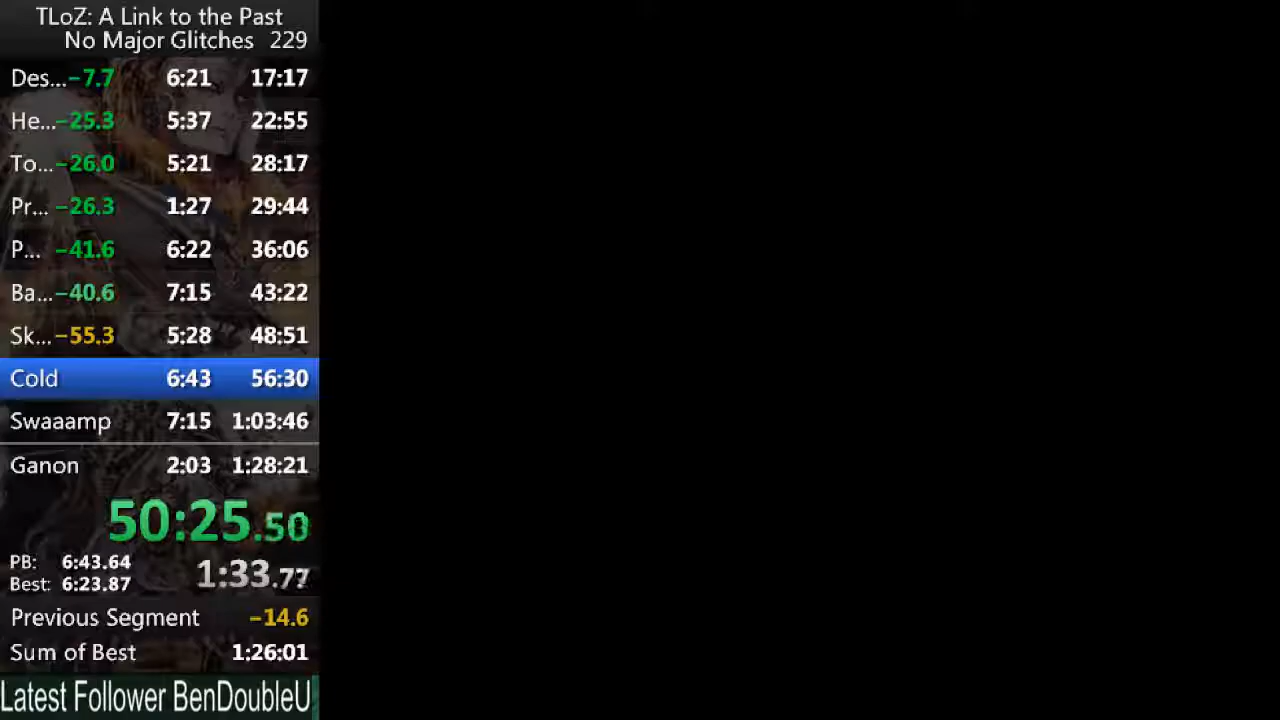 TLoZ: A Link to the Past
No Major Glitches 229
Des... -7.7 6:21 17:17
He... -25.3 5:37 22:55
To... -26.0 5:21 28:17
Pr... -26.3 1:27 29:44
P... -41.6 6:22 36:06
Ba... -40.6 7:15 43:22
Sk... -55.3 5:28 48:51
Cold 6:43 56:30
Swaaamp 7:15 1:03:46
Ganon 2:03 1:28:21
50:25.50
PB: 6:43.64
Best: 6:23.87
1:33.77
Previous Segment -14.6
Sum of Best 1:26:01
Latest Follower BenDoubleU